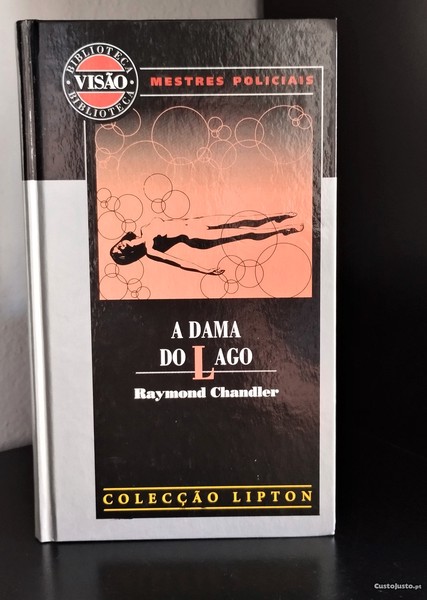 BIBLIOTECA
VISÃO
BIBLIOTECA
MESTRES POLICIAIS
A DAMA
DO LAGO
Raymond Chandler
COLECÇÃO LIPTON
CustoJusto.pt